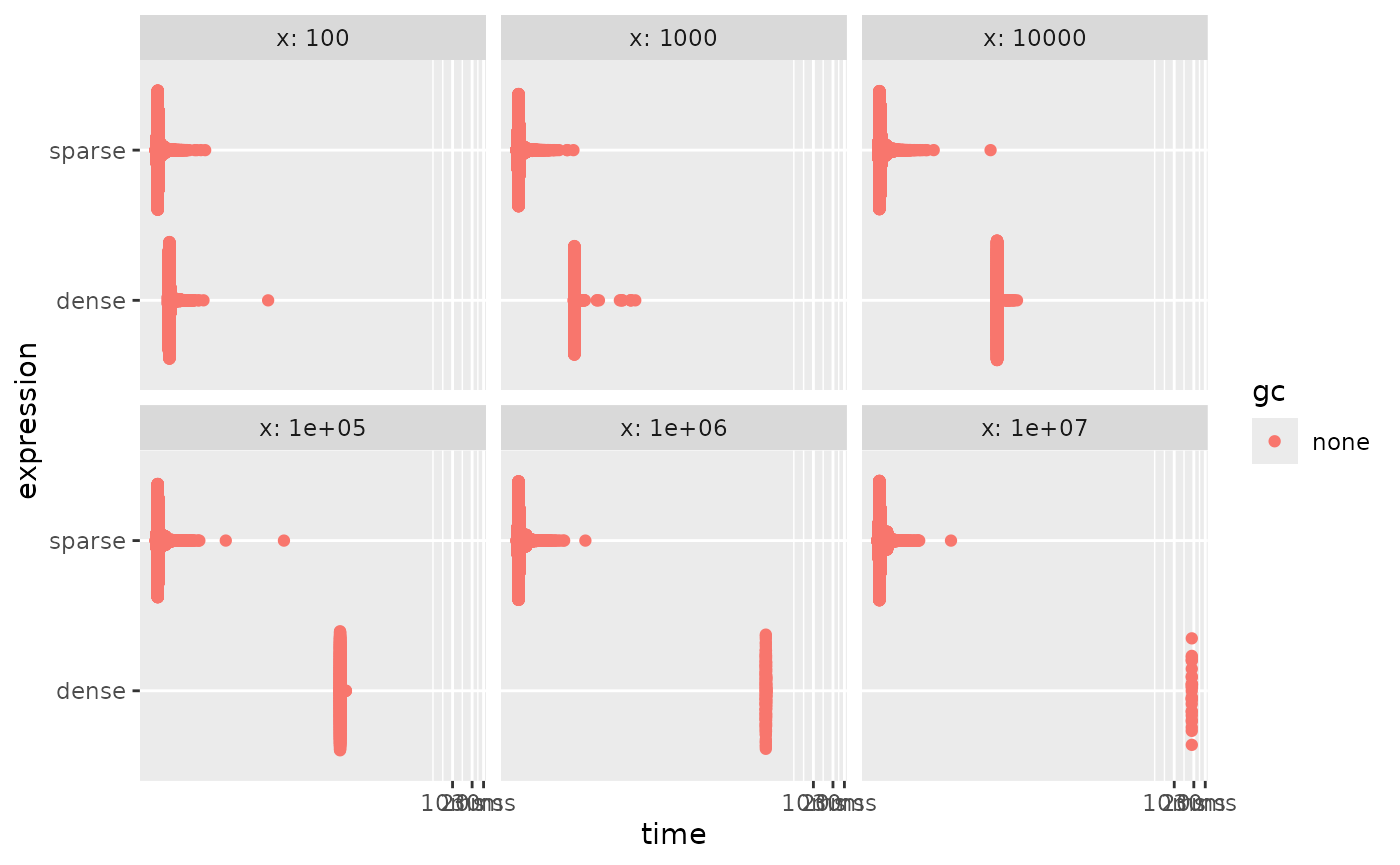 x: 100
x: 1000
x: 10000
sparse
dense
x: 1e+05
x: 1e+06
x: 1e+07
sparse
dense
expression
time
gc
none